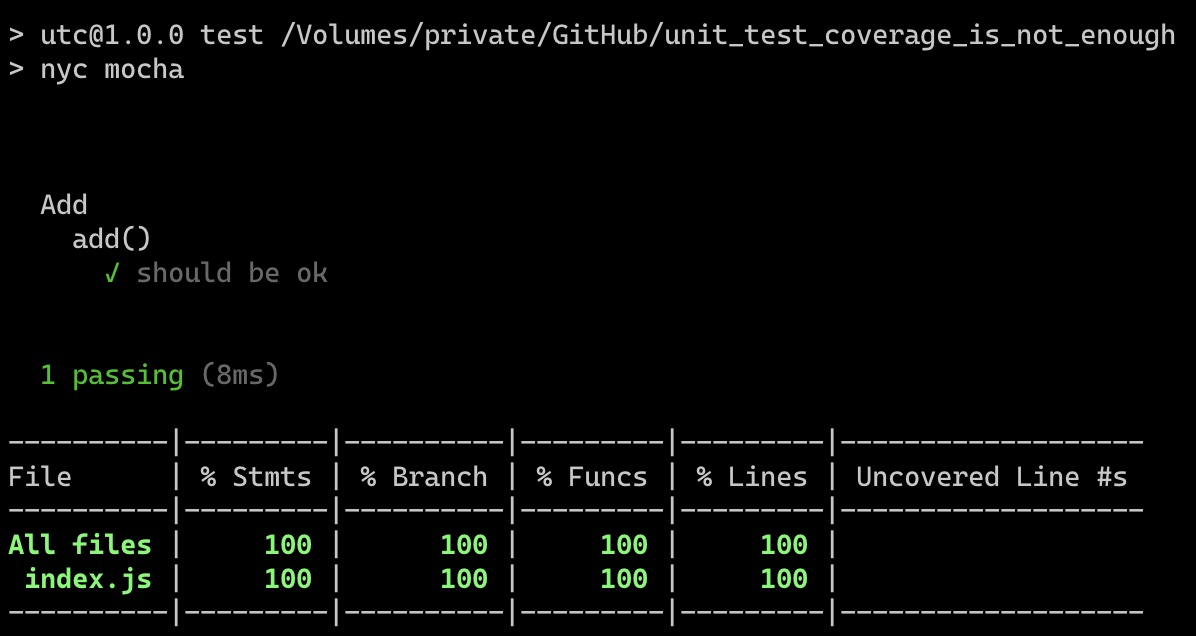 > utc@1.0.0 test /Volumes/private/GitHub/unit_test_coverage_is_not_enough
> nyc mocha
Add
add()
✓ should be ok
1 passing (8ms)
----------|---------|----------|---------|---------|-------------------
File      | % Stmts | % Branch | % Funcs | % Lines | Uncovered Line #s
----------|---------|----------|---------|---------|-------------------
All files |     100 |      100 |     100 |     100 |
 index.js |     100 |      100 |     100 |     100 |
----------|---------|----------|---------|---------|-------------------